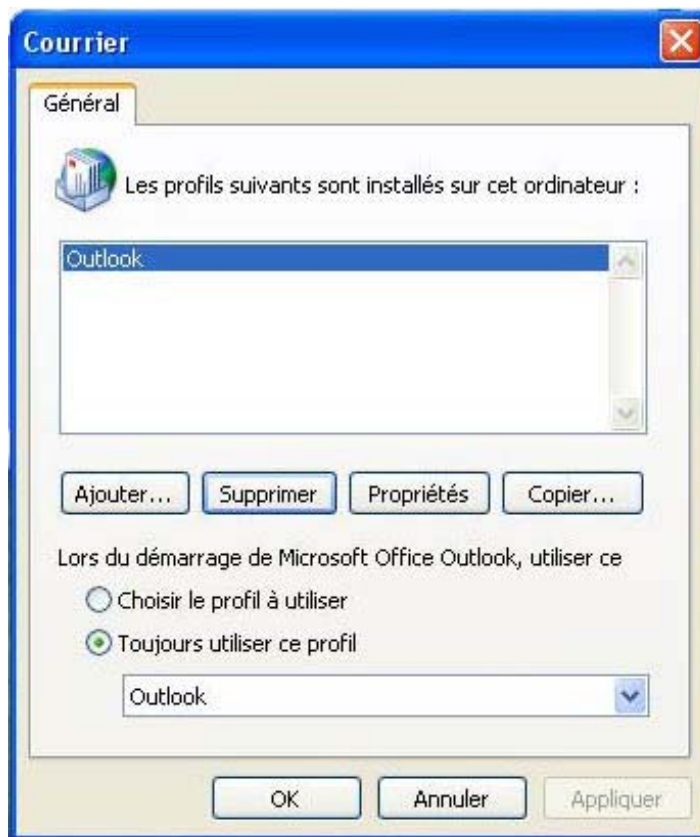 Courrier
Général
Les profils suivants sont installés sur cet ordinateur :
Outlook
Ajouter...
Supprimer
Propriétés
Copier...
Lors du démarrage de Microsoft Office Outlook, utiliser ce
Choisir le profil à utiliser
Toujours utiliser ce profil
Outlook
OK
Annuler
Appliquer